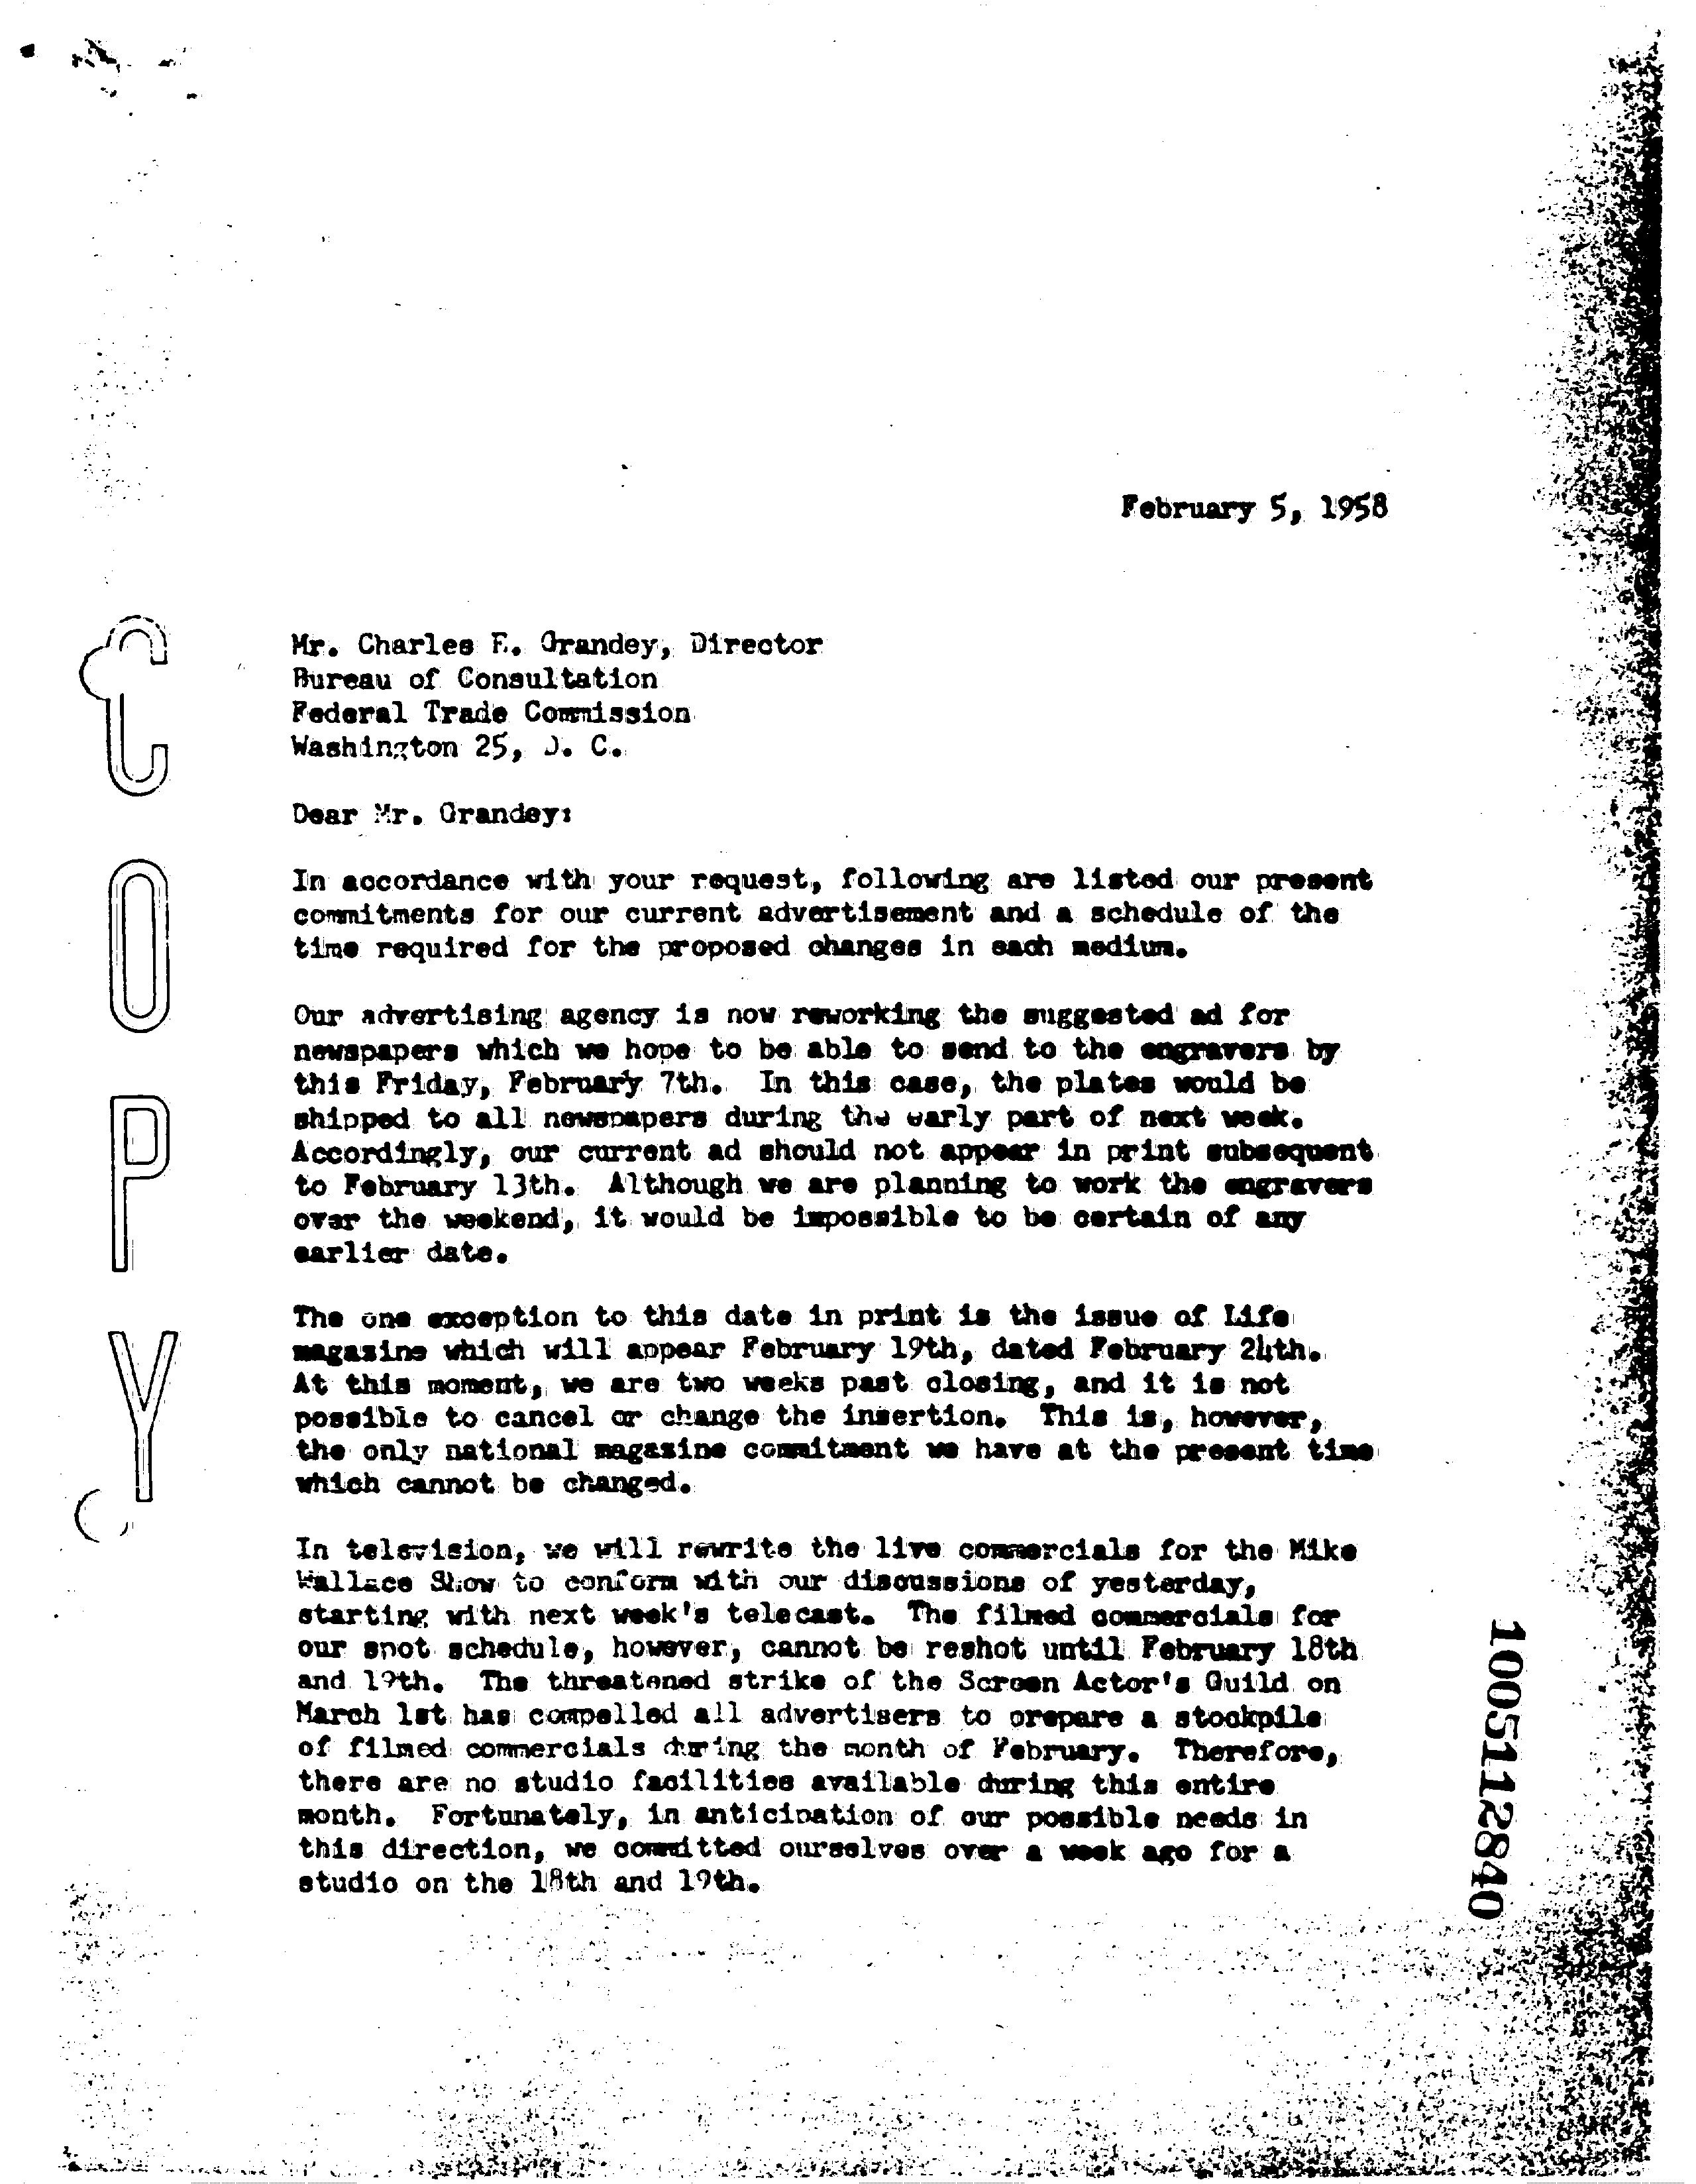 February 5, 1958
COPY
Mr. Charles E. Grandey, Director
Bureau of Consultation
Federal Trade Commission
Washington 25, D. C.
Dear Mr. Grandey:
In accordance with your request, following are listed our present
commitments for our current advertisement and a schedule of the
time required for the proposed changes in each medium.
Our advertising agency is now reworking the suggested ad for
newspapers which we hope to be able to send to the engravers by
this Friday, February 7th. In this case, the plates would be
shipped to all newspapers during the early part of next week.
Accordingly, our current ad should not appear in print subsequent
to February 13th. Although we are planning to work the engravers
over the weekend, it would be impossible to be certain of any
earlier date.
The one exception to this date in print is the issue of Life
magazine which will appear February 19th, dated February 24th.
At this moment, we are two weeks past closing, and it is not
possible to cancel or change the insertion. This is, however,
the only national magazine commitment we have at the present time
which cannot be changed.
In television, we will rewrite the live commercials for the Mike
Wallace Show to conform with our discussions of yesterday,
starting with next week's telecast. The filmed commercials for
our spot schedule, however, cannot be reshot until February 18th
and 19th. The threatened strike of the Screen Actor's Guild on
March 1st has compelled all advertisers to prepare a stockpile
of filmed commercials during the month of February. Therefore,
there are no studio facilities available during this entire
month. Fortunately, in anticipation of our possible needs in
this direction, we committed ourselves over a week ago for a
studio on the 18th and 19th.
1005112840